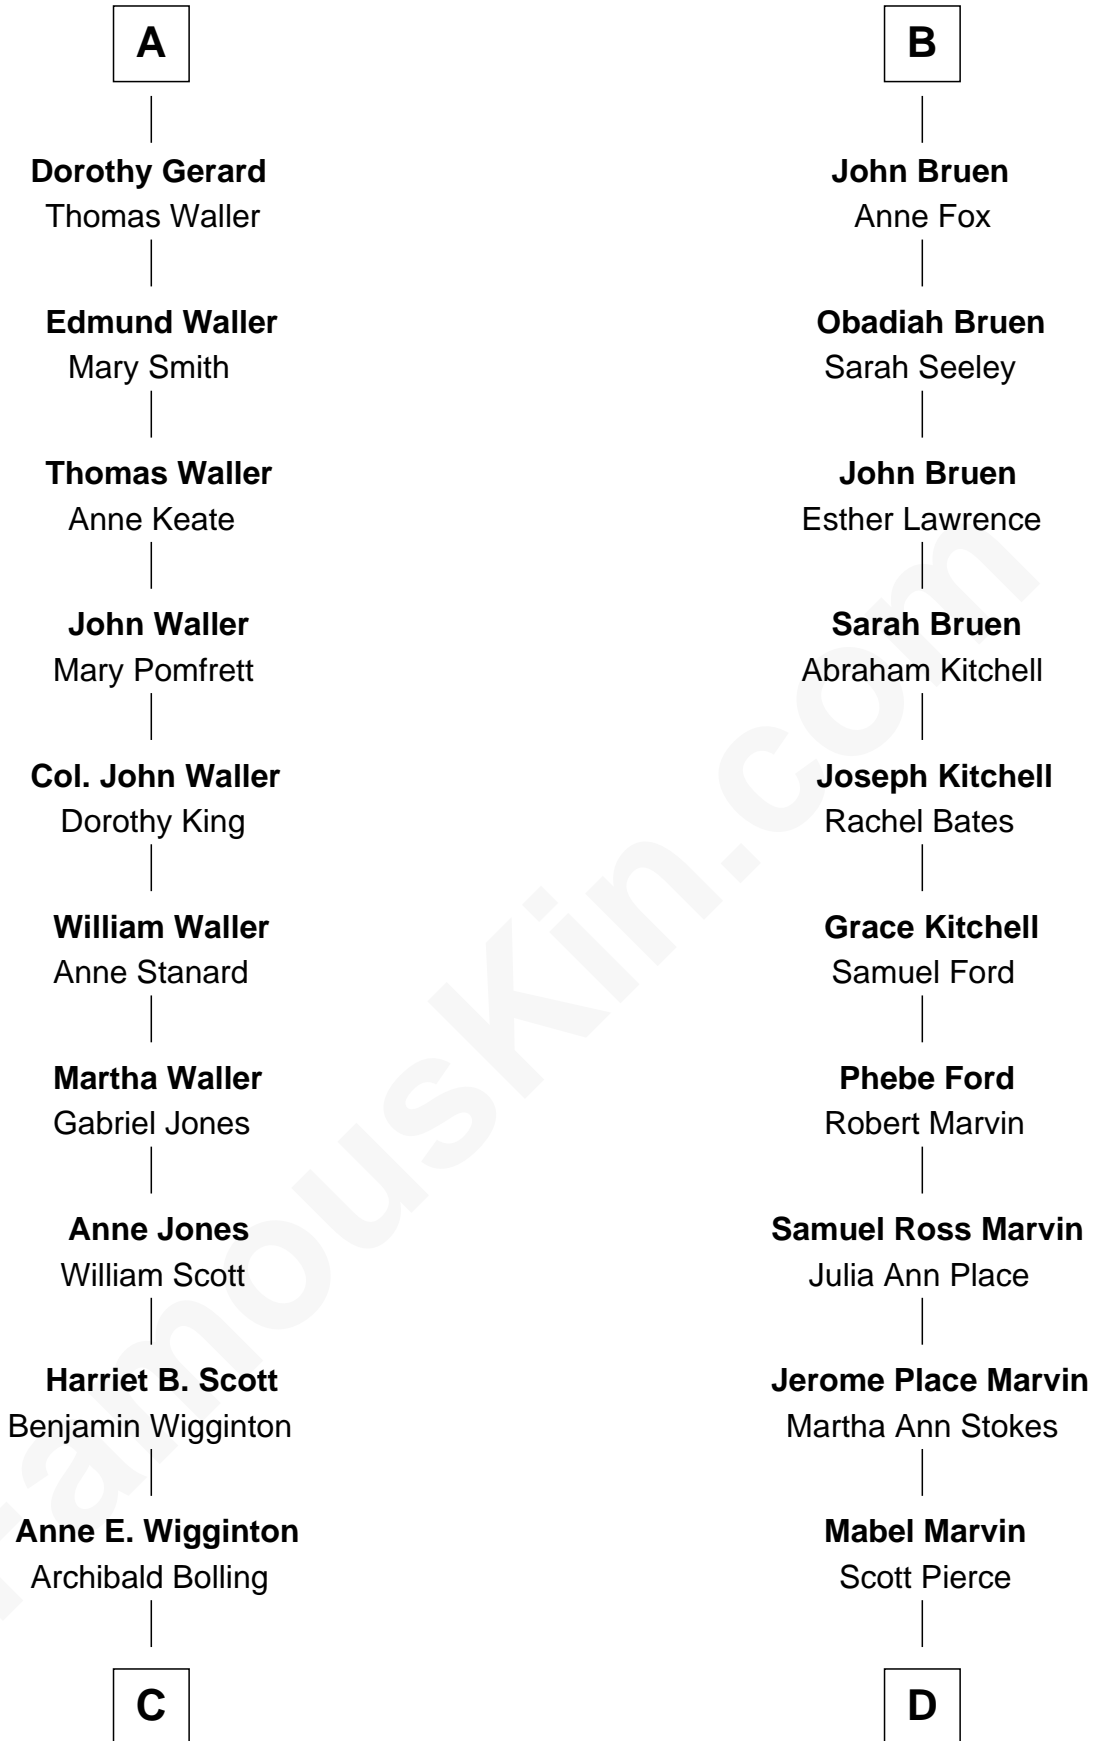 A
Dorothy Gerard
Thomas Waller
Edmund Waller
Mary Smith
Thomas Waller
Anne Keate
John Waller
Mary Pomfrett
Col. John Waller
Dorothy King
William Waller
Anne Stanard
Martha Waller
Gabriel Jones
Anne Jones
William Scott
Harriet B. Scott
Benjamin Wigginton
Anne E. Wigginton
Archibald Bolling
C
B
John Bruen
Anne Fox
Obadiah Bruen
Sarah Seeley
John Bruen
Esther Lawrence
Sarah Bruen
Abraham Kitchell
Joseph Kitchell
Rachel Bates
Grace Kitchell
Samuel Ford
Phebe Ford
Robert Marvin
Samuel Ross Marvin
Julia Ann Place
Jerome Place Marvin
Martha Ann Stokes
Mabel Marvin
Scott Pierce
D
FamousKin.com